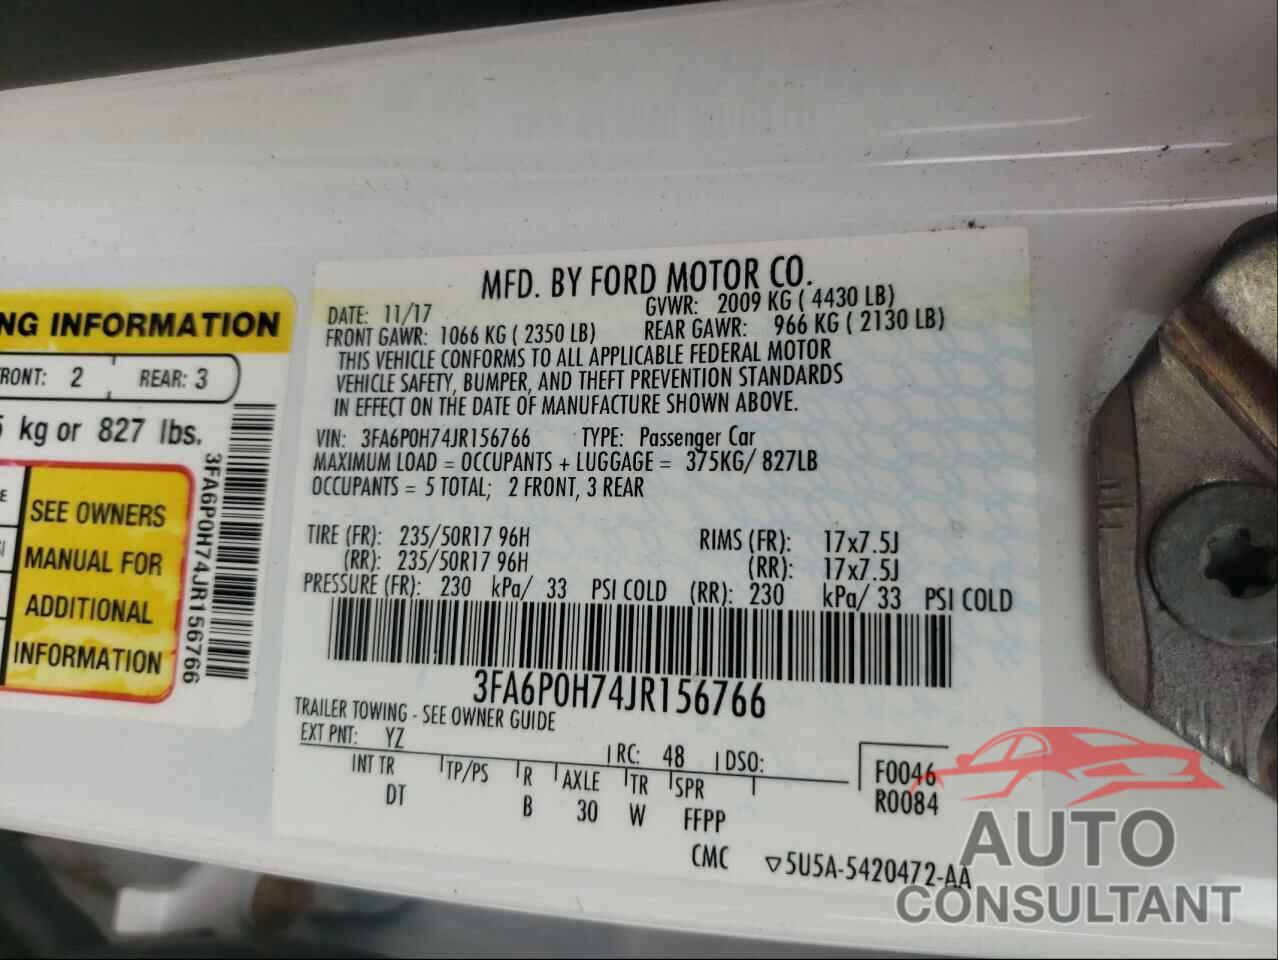 MFD. BY FORD MOTOR CO.
DATE: 11/17 GVWR: 2009 KG ( 4430 LB)
FRONT GAWR: 1066 KG ( 2350 LB) REAR GAWR: 966 KG ( 2130 LB)
THIS VEHICLE CONFORMS TO ALL APPLICABLE FEDERAL MOTOR
VEHICLE SAFETY, BUMPER, AND THEFT PREVENTION STANDARDS
IN EFFECT ON THE DATE OF MANUFACTURE SHOWN ABOVE.
VIN: 3FA6P0H74JR156766 TYPE: Passenger Car
MAXIMUM LOAD = OCCUPANTS + LUGGAGE = 375KG/ 827LB
OCCUPANTS = 5 TOTAL; 2 FRONT, 3 REAR
TIRE (FR): 235/50R17 96H RIMS (FR): 17x7.5J
(RR): 235/50R17 96H (RR): 17x7.5J
PRESSURE (FR): 230 kPa/ 33 PSI COLD (RR): 230 kPa/ 33 PSI COLD
3FA6P0H74JR156766
TRAILER TOWING - SEE OWNER GUIDE
EXT PNT: YZ RC: 48 DSO:
INT TR TP/PS R AXLE TR SPR
DT B 30 W FFPP
F0046
R0084
CMC ▽5U5A-5420472-AA
NG INFORMATION
FRONT: 2 REAR: 3
5 kg or 827 lbs.
SEE OWNERS
MANUAL FOR
ADDITIONAL
INFORMATION
3FA6P0H74JR156766
AUTO
CONSULTANT